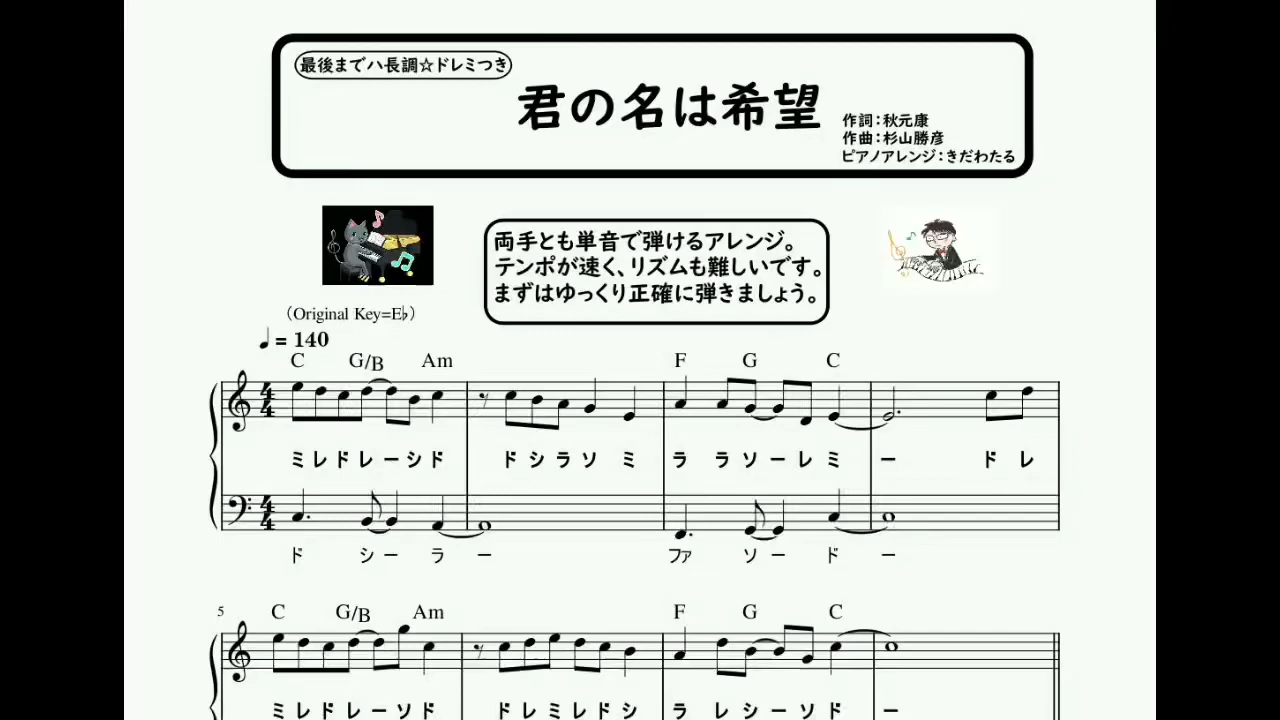 最後までハ長調☆ドレミつき
君の名は希望
作詞：秋元康
作曲：杉山勝彦
ピアノアレンジ：きだわたる
両手とも単音で弾けるアレンジ。
テンポが速く、リズムも難しいです。
まずはゆっくり正確に弾きましょう。
（Original Key=E♭）
♩= 140
C G/B Am F G C
4 4
ミ レ ド レ ー シ ド ド シ ラ ソ ミ ラ ラ ソ ー レ ミ ー ド レ
4 4
ド シ ー ラ ー ファ ソ ー ド ー
5 C G/B Am F G C
ミ レ ド レ ー ソ ド ド レ ミ レ ド シ ラ レ シ ー ソ ド ー